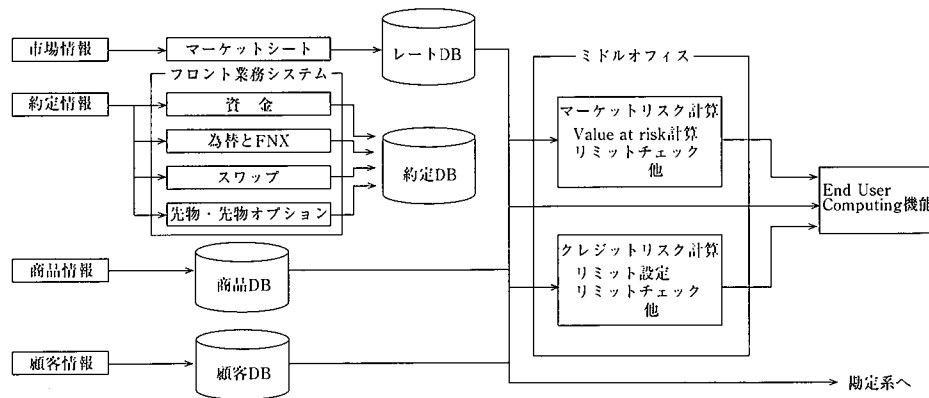 市場情報
マーケットシート
レートDB
フロント業務システム
約定情報
資 金
為替とFNX
スワップ
先物・先物オプション
約定DB
商品情報
商品DB
顧客情報
顧客DB
ミドルオフィス
マーケットリスク計算
Value at risk計算
リミットチェック
他
クレジットリスク計算
リミット設定
リミットチェック
他
End User
Computing機能
勘定系へ